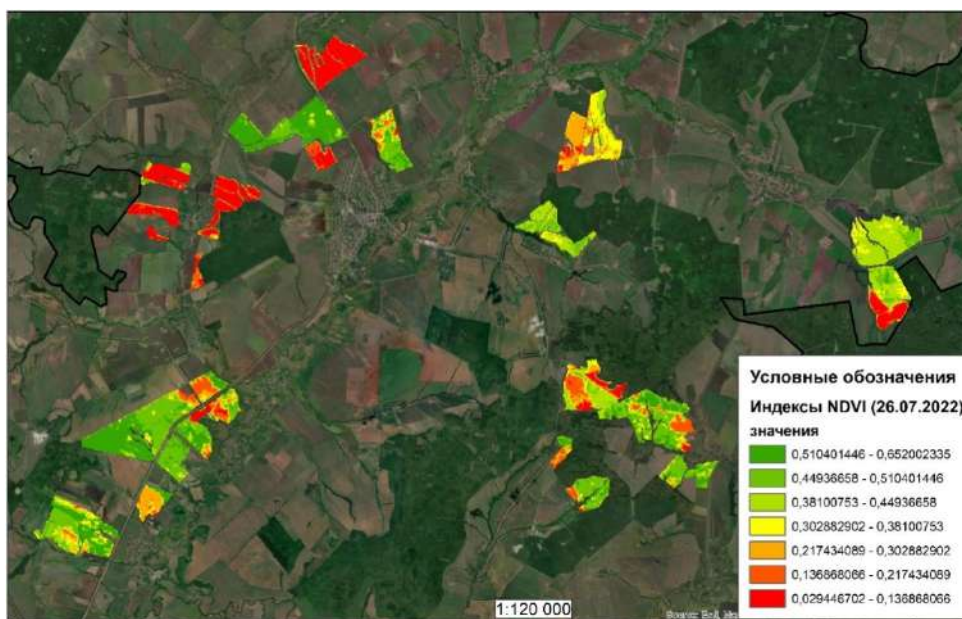 Условные обозначения
Индексы NDVI (26.07.2022)
значения
0,510401446 - 0,652002335
0,44936658 - 0,510401446
0,38100753 - 0,44936658
0,302882902 - 0,38100753
0,217434089 - 0,302882902
0,136868066 - 0,217434089
0,029446702 - 0,136868066
1:120 000